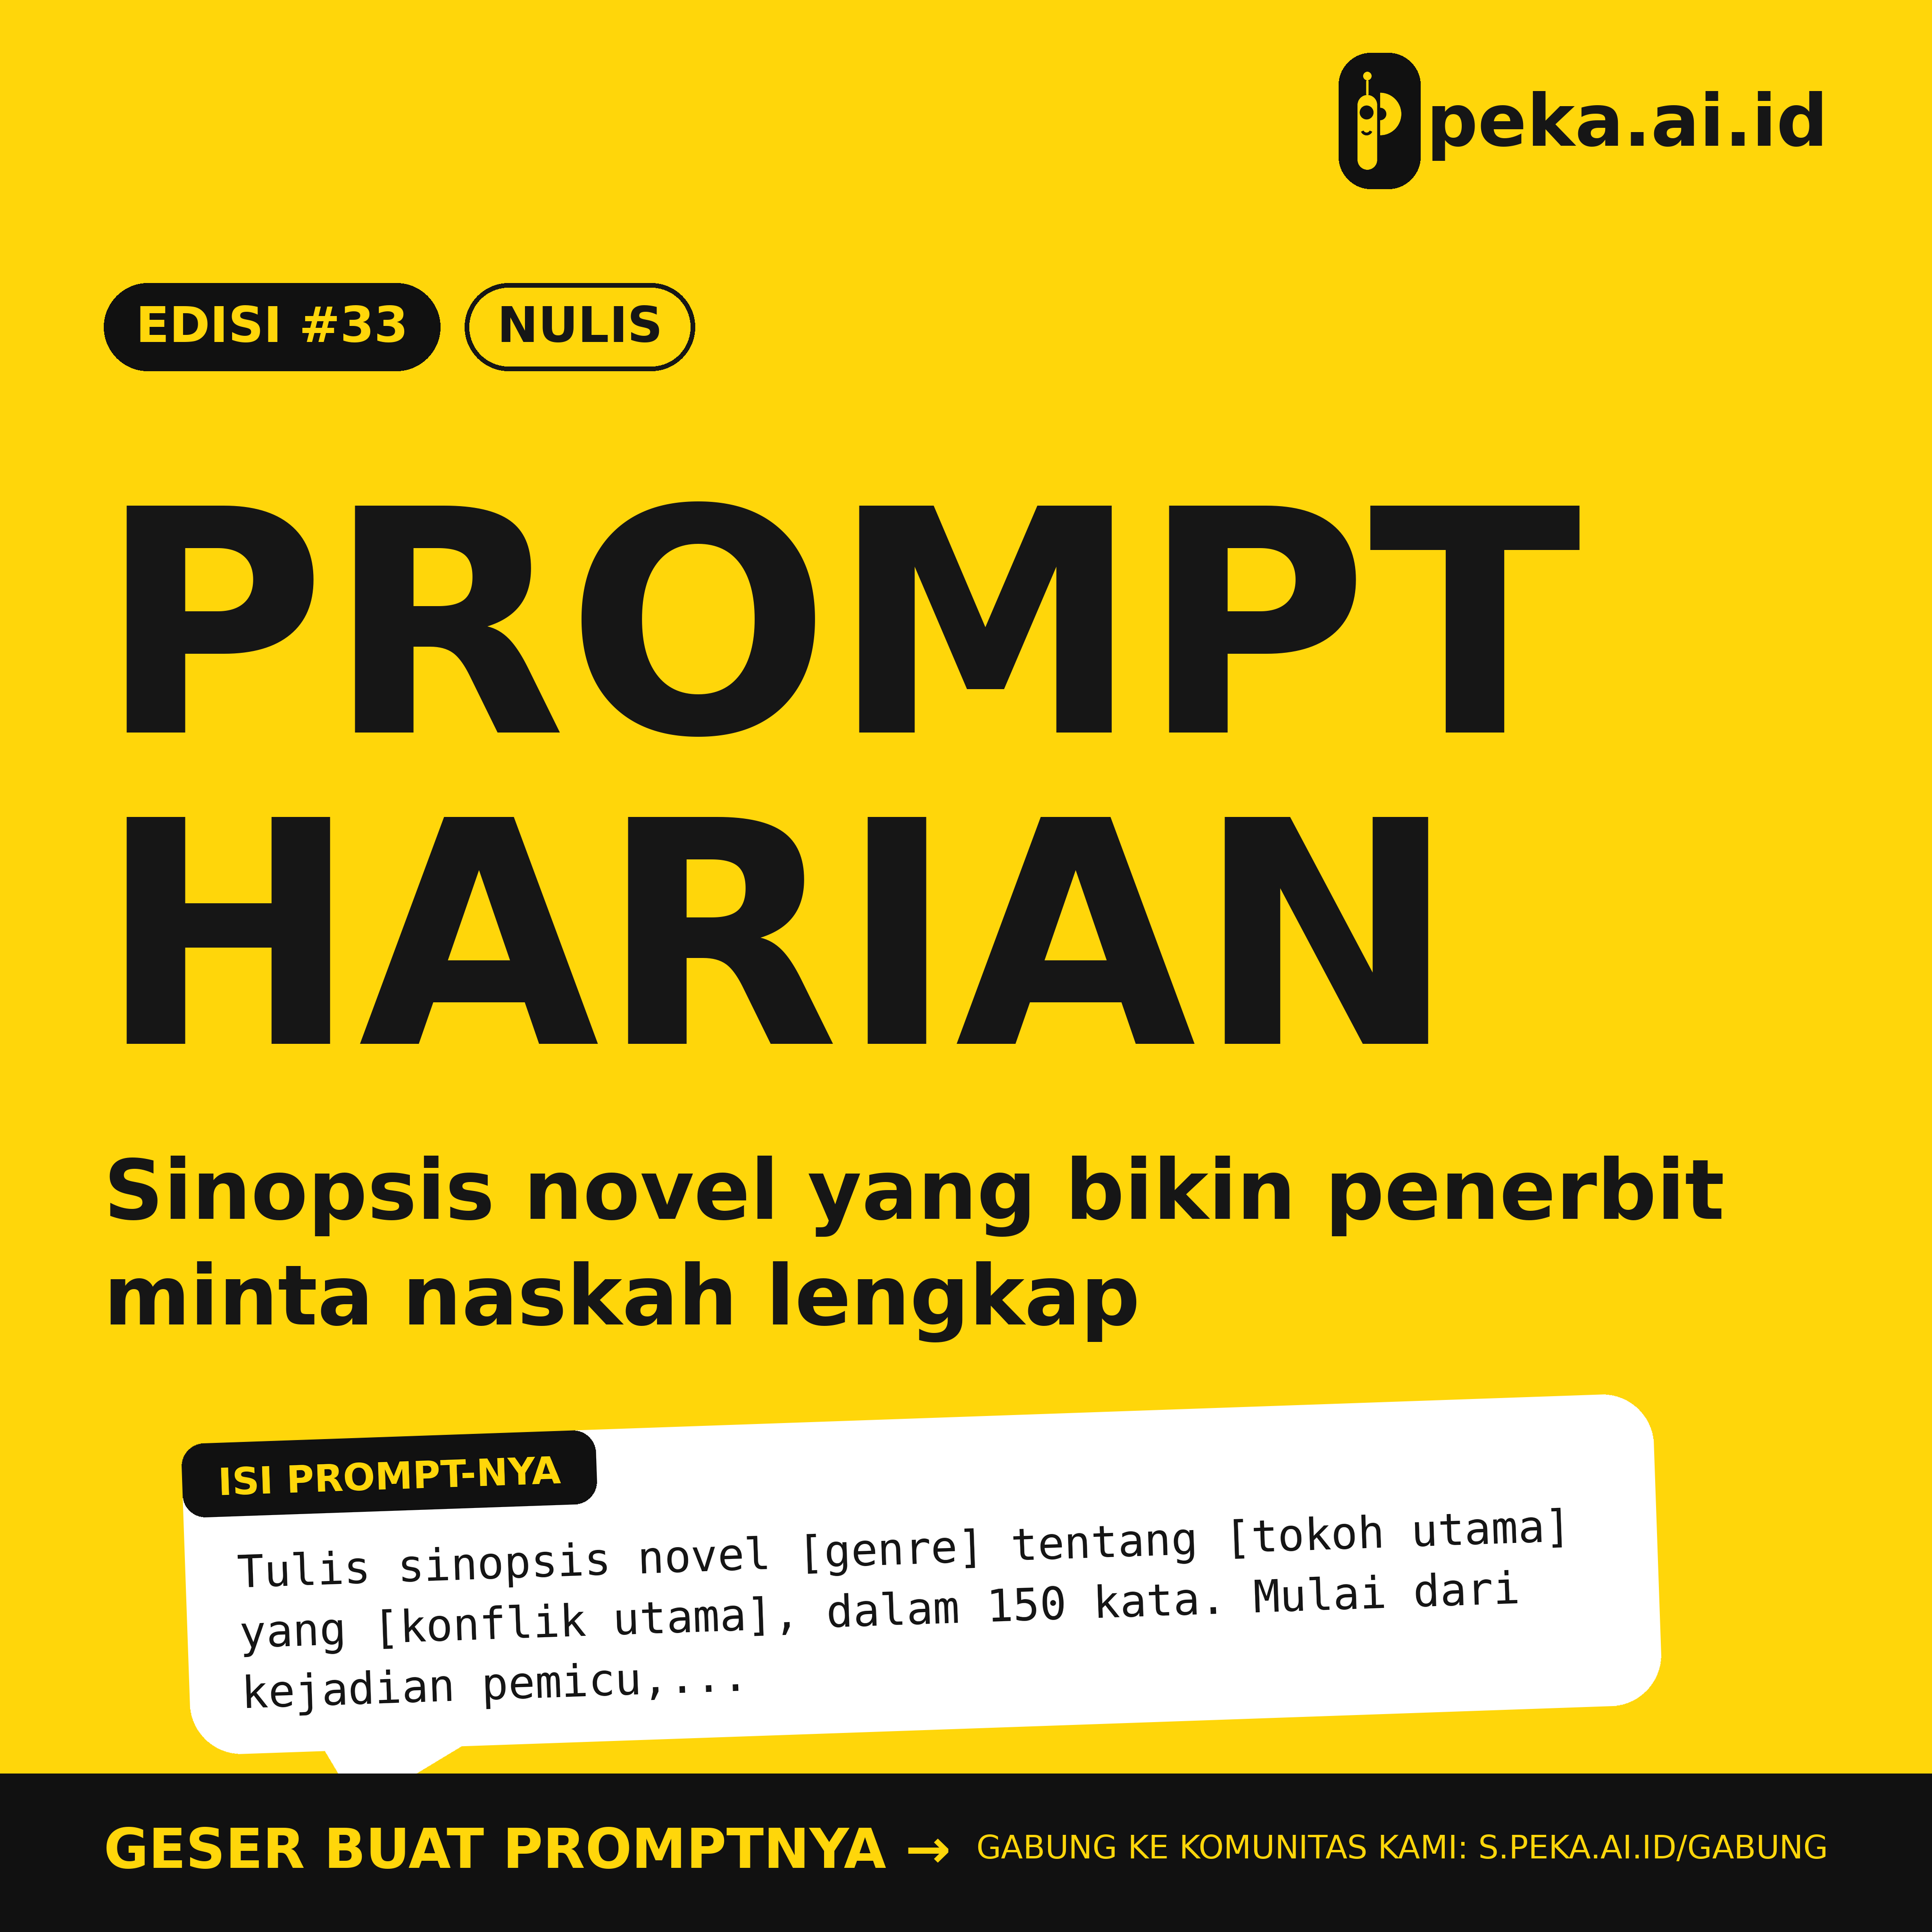 peka.ai.id
EDISI #33 NULIS
PROMPT
HARIAN
Sinopsis novel yang bikin penerbit
minta naskah lengkap
ISI PROMPT-NYA
Tulis sinopsis novel [genre] tentang [tokoh utama]
yang [konflik utama], dalam 150 kata. Mulai dari
kejadian pemicu,...
GESER BUAT PROMPTNYA → GABUNG KE KOMUNITAS KAMI: S.PEKA.AI.ID/GABUNG